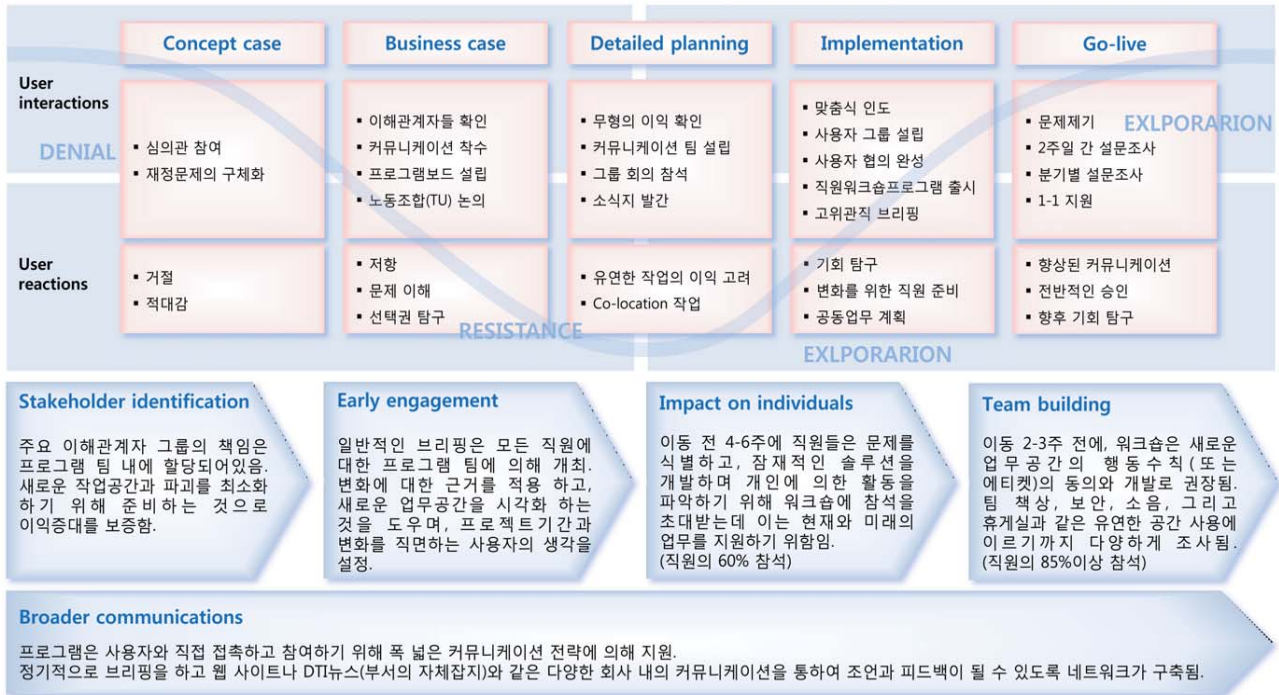 Concept case
Business case
Detailed planning
Implementation
Go-live
User
interactions
DENIAL
▪ 심의관 참여
▪ 재정문제의 구체화
▪ 이해관계자들 확인
▪ 커뮤니케이션 착수
▪ 프로그램보드 설립
▪ 노동조합(TU) 논의
▪ 무형의 이익 확인
▪ 커뮤니케이션 팀 설립
▪ 그룹 회의 참석
▪ 소식지 발간
▪ 맞춤식 인도
▪ 사용자 그룹 설립
▪ 사용자 협의 완성
▪ 직원워크숍프로그램 출시
▪ 고위관직 브리핑
▪ 문제제기
▪ 2주일 간 설문조사
▪ 분기별 설문조사
▪ 1-1 지원
EXLPORARION
User
reactions
▪ 거절
▪ 적대감
▪ 저항
▪ 문제 이해
▪ 선택권 탐구
RESISTANCE
▪ 유연한 작업의 이익 고려
▪ Co-location 작업
▪ 기회 탐구
▪ 변화를 위한 직원 준비
▪ 공동업무 계획
EXLPORARION
▪ 향상된 커뮤니케이션
▪ 전반적인 승인
▪ 향후 기회 탐구
Stakeholder identification
주요 이해관계자 그룹의 책임은
프로그램 팀 내에 할당되어있음.
새로운 작업공간과 파괴를 최소화
하기 위해 준비하는 것으로
이익증대를 보증함.
Early engagement
일반적인 브리핑은 모든 직원에
대한 프로그램 팀에 의해 개최.
변화에 대한 근거를 적용 하고,
새로운 업무공간을 시각화 하는
것을 도우며, 프로젝트기간과
변화를 직면하는 사용자의 생각을
설정.
Impact on individuals
이동 전 4-6주에 직원들은 문제를
식별하고, 잠재적인 솔루션을
개발하며 개인에 의한 활동을
파악하기 위해 워크숍에 참석을
초대받는데 이는 현재와 미래의
업무를 지원하기 위함임.
(직원의 60% 참석)
Team building
이동 2-3주 전에, 워크숍은 새로운
업무공간의 행동수칙(또는
에티켓)의 동의와 개발로 권장됨.
팀 책상, 보안, 소음, 그리고
휴게실과 같은 유연한 공간 사용에
이르기까지 다양하게 조사됨.
(직원의 85%이상 참석)
Broader communications
프로그램은 사용자와 직접 접촉하고 참여하기 위해 폭 넓은 커뮤니케이션 전략에 의해 지원.
정기적으로 브리핑을 하고 웹 사이트나 DTI뉴스(부서의 자체잡지)와 같은 다양한 회사 내의 커뮤니케이션을 통하여 조언과 피드백이 될 수 있도록 네트워크가 구축됨.